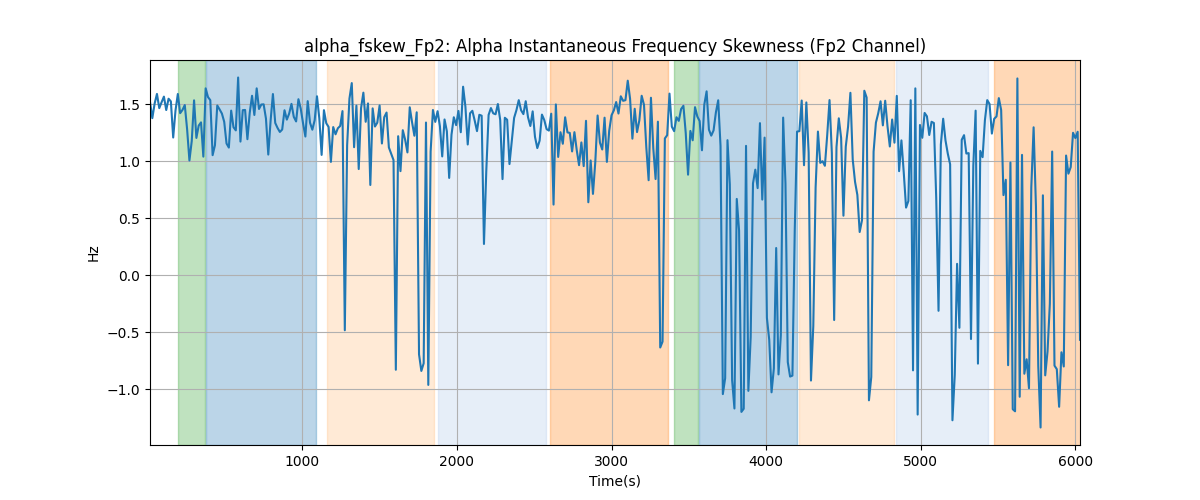 alpha_fskew_Fp2: Alpha Instantaneous Frequency Skewness (Fp2 Channel)
1.5
1.0
0.5
0.0
−0.5
−1.0
Hz
1000 2000 3000 4000 5000 6000
Time(s)